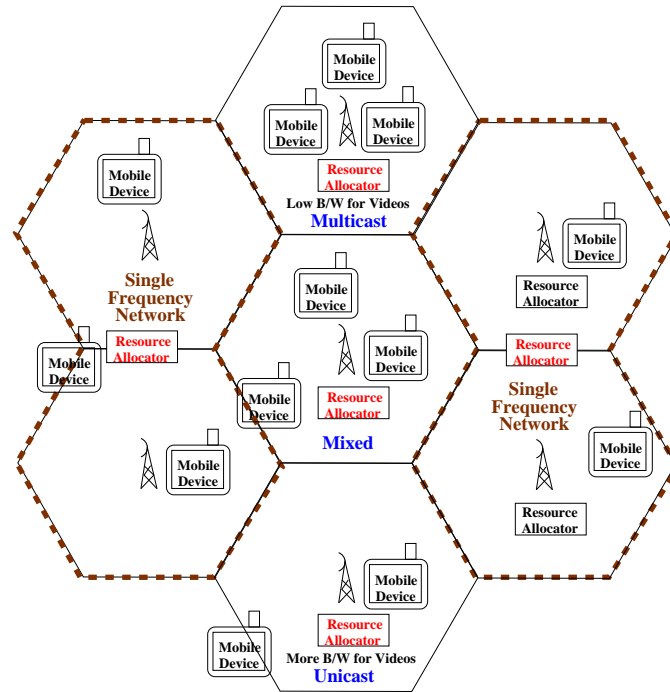 Mobile
Device
Mobile
Device
Mobile
Device
Resource
Allocator
Low B/W for Videos
Multicast
Mobile
Device
Single
Frequency
Network
Resource
Allocator
Mobile
Device
Mobile
Device
Mobile
Device
Resource
Allocator
Resource
Allocator
Single
Frequency
Network
Mobile
Device
Resource
Allocator
Mobile
Device
Mobile
Device
Mobile
Device
Resource
Allocator
Mixed
Mobile
Device
Resource
Allocator
Mobile
Device
More B/W for Videos
Unicast